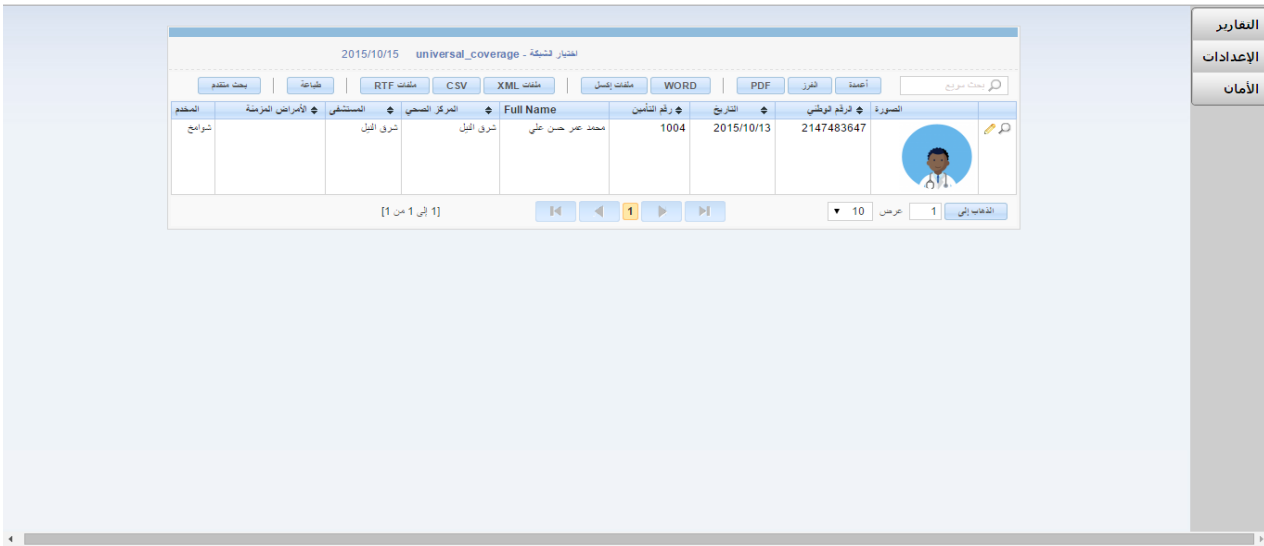 التقارير
الإعدادات
الأمان
اختبار الشبكة - universal_coverage 2015/10/15
بحث سريع أعمدة الفرز PDF WORD ملفات إكسل ملفات XML CSV ملفات RTF طباعة بحث متقدم
الصورة الرقم الوطني التاريخ رقم التأمين Full Name المركز الصحي المستشفى الأمراض المزمنة المخدم
2147483647 2015/10/13 1004 محمد عمر حسن علي شرق النيل شرق النيل شوامخ
الذهاب إلى 1 عرض 10 1 [1 إلى 1 من 1]